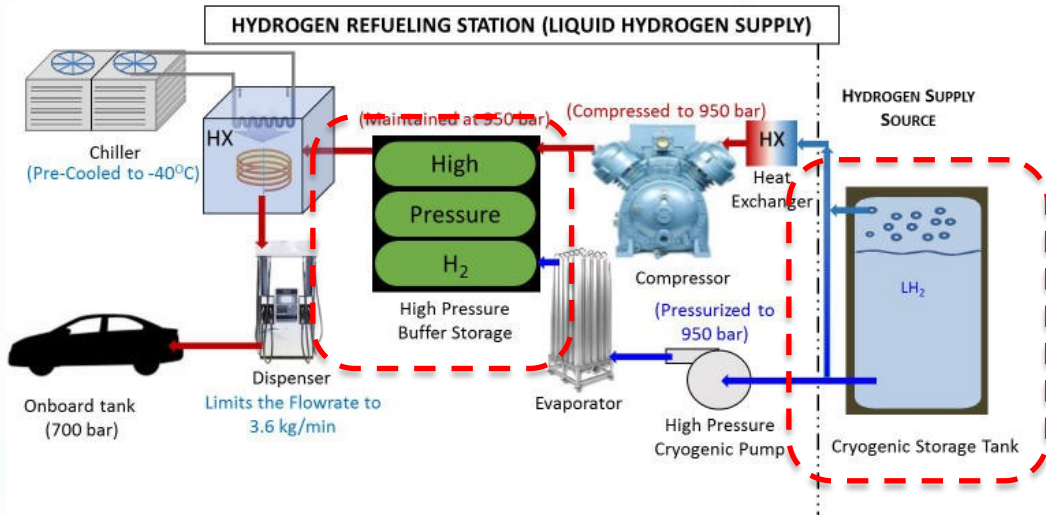 HYDROGEN REFUELING STATION (LIQUID HYDROGEN SUPPLY)
HYDROGEN SUPPLY
SOURCE
(Maintained at 950 bar)
(Compressed to 950 bar)
HX
HX
Chiller
(Pre-Cooled to -40⁰C)
Heat
Exchanger
High
Pressure
H₂
Compressor
LH₂
High Pressure
Buffer Storage
(Pressurized to
950 bar)
Dispenser
Limits the Flowrate to
3.6 kg/min
Onboard tank
(700 bar)
Evaporator
High Pressure
Cryogenic Pump
Cryogenic Storage Tank